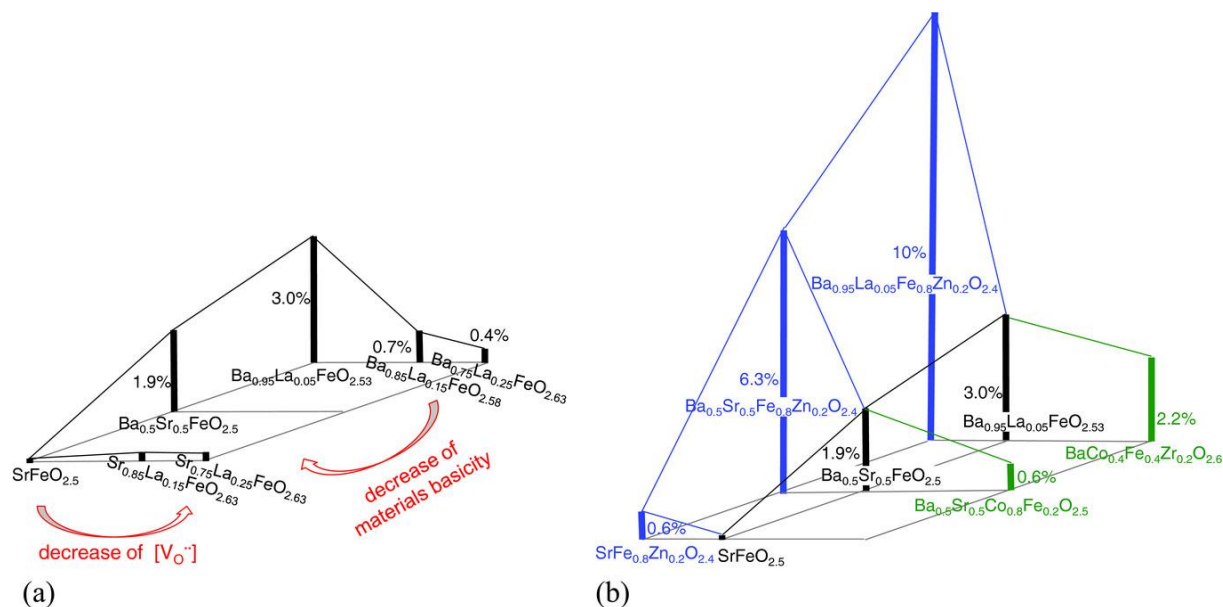 3.0%
0.4%
0.7%
1.9%
Ba0.95La0.05FeO2.53
Ba0.75La0.25FeO2.63
Ba0.85La0.15FeO2.58
Ba0.5Sr0.5FeO2.5
SrFeO2.5
Sr0.85La0.15FeO2.63
Sr0.75La0.25FeO2.63
decrease of
materials basicity
decrease of [VO··]
(a)
10%
Ba0.95La0.05Fe0.8Zn0.2O2.4
6.3%
Ba0.5Sr0.5Fe0.8Zn0.2O2.4
3.0%
Ba0.95La0.05FeO2.53
2.2%
BaCo0.4Fe0.4Zr0.2O2.6
1.9%
Ba0.5Sr0.5FeO2.5
0.6%
Ba0.5Sr0.5Co0.8Fe0.2O2.5
0.6%
SrFe0.8Zn0.2O2.4
SrFeO2.5
(b)